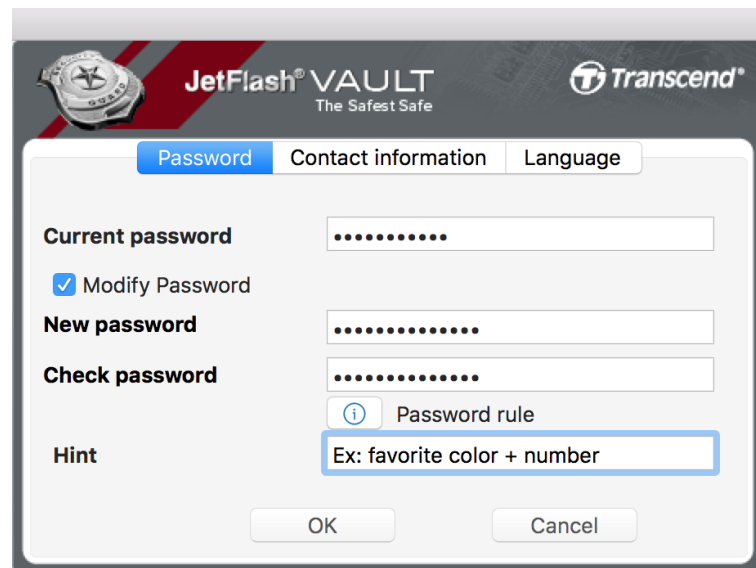 JetFlash® VAULT
The Safest Safe
Transcend®
GUARD
Password Contact information Language
Current password •••••••••••
Modify Password
New password ••••••••••••••
Check password ••••••••••••••
Password rule
Hint Ex: favorite color + number
OK Cancel